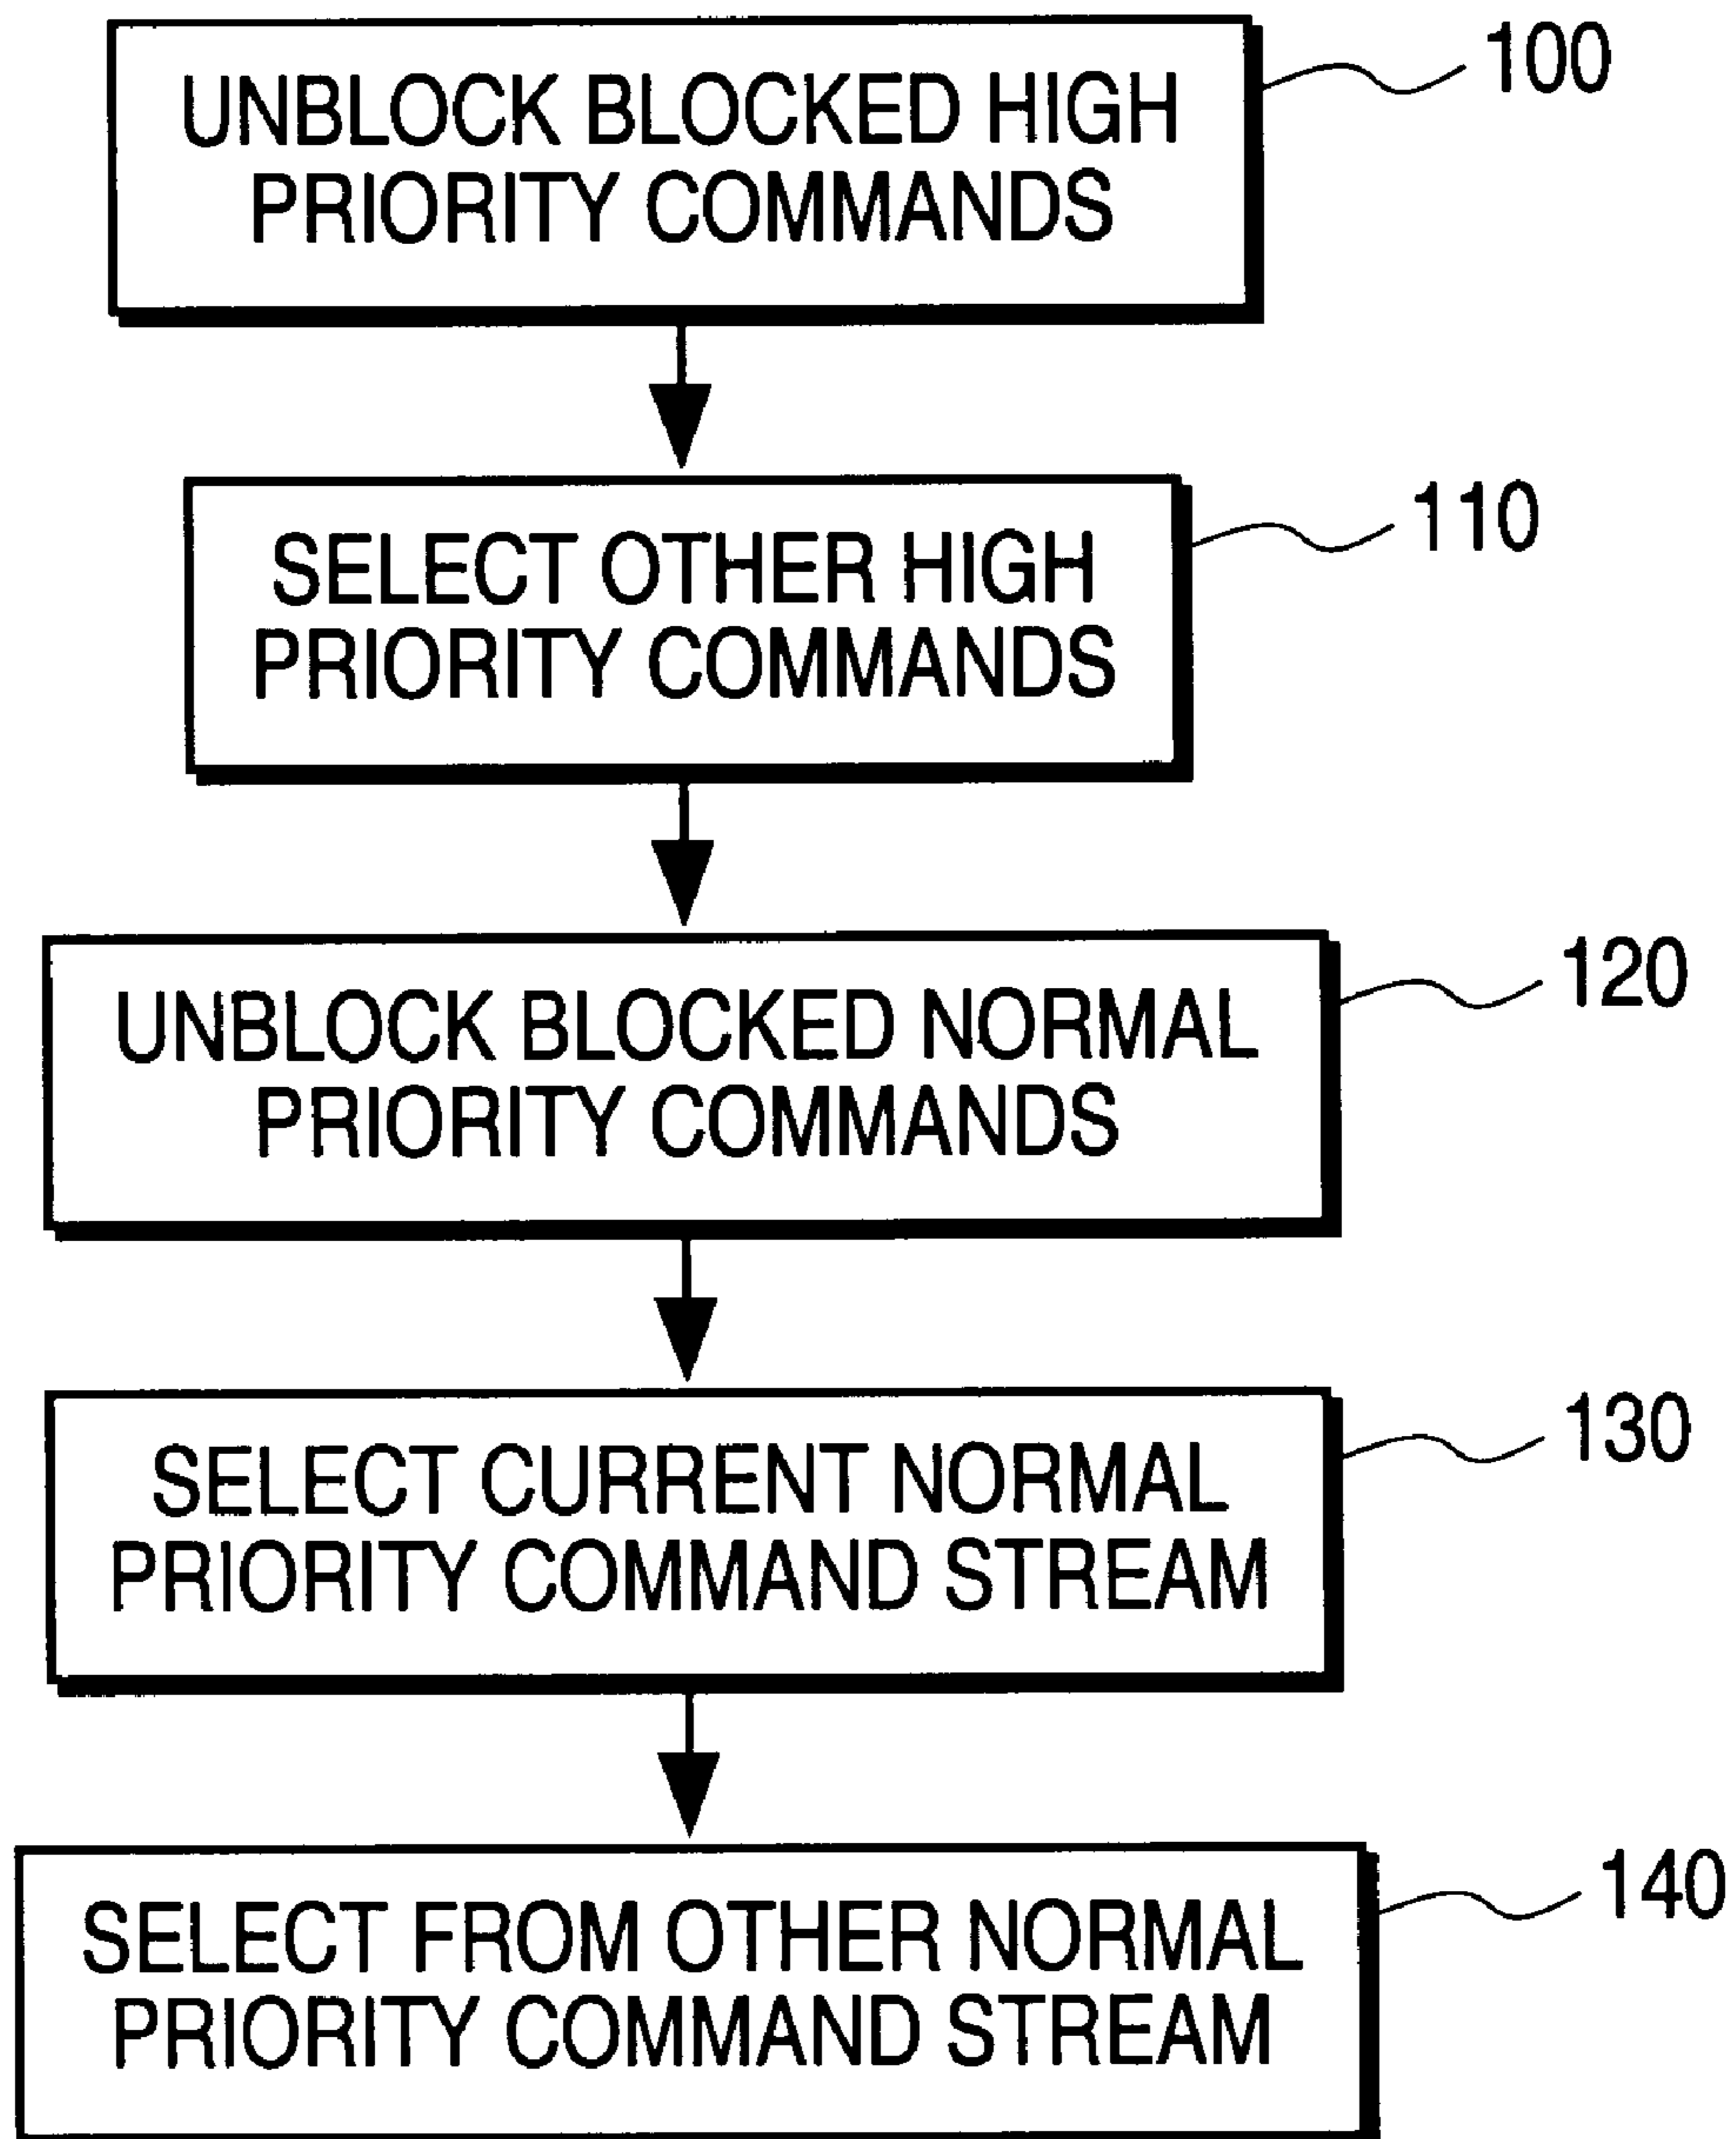 UNBLOCK BLOCKED HIGH
PRIORITY COMMANDS
100
SELECT OTHER HIGH
PRIORITY COMMANDS
110
UNBLOCK BLOCKED NORMAL
PRIORITY COMMANDS
120
SELECT CURRENT NORMAL
PRIORITY COMMAND STREAM
130
SELECT FROM OTHER NORMAL
PRIORITY COMMAND STREAM
140